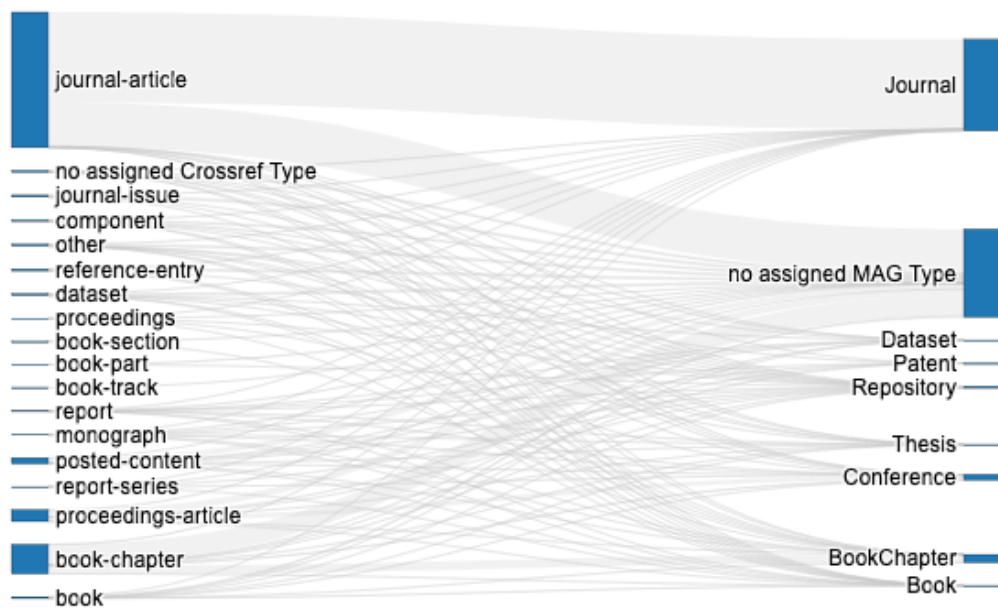 journal-article
no assigned Crossref Type
journal-issue
component
other
reference-entry
dataset
proceedings
book-section
book-part
book-track
report
monograph
posted-content
report-series
proceedings-article
book-chapter
book
Journal
no assigned MAG Type
Dataset
Patent
Repository
Thesis
Conference
BookChapter
Book